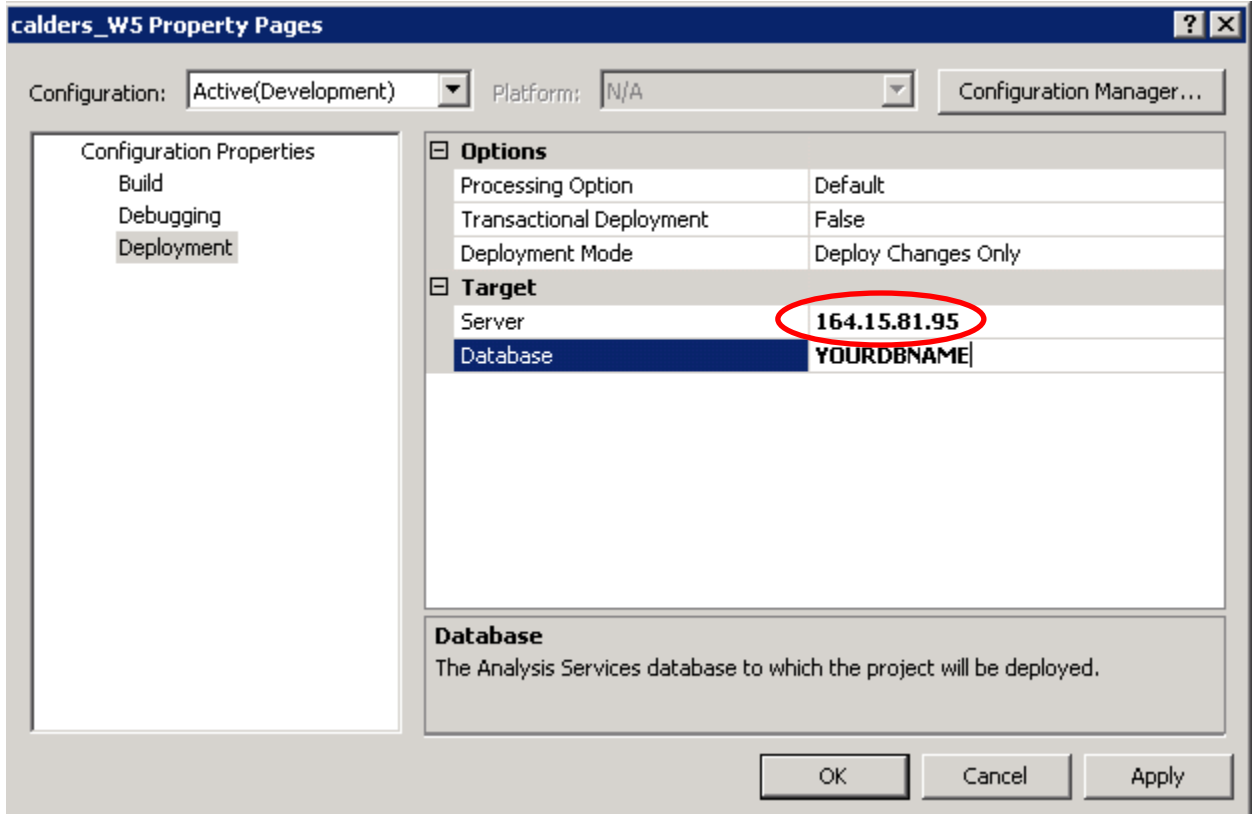 calders_W5 Property Pages
Configuration: Active(Development) Platform: N/A Configuration Manager...
Configuration Properties
Build
Debugging
Deployment
Options
Processing Option Default
Transactional Deployment False
Deployment Mode Deploy Changes Only
Target
Server 164.15.81.95
Database YOURDBNAME
Database
The Analysis Services database to which the project will be deployed.
OK Cancel Apply